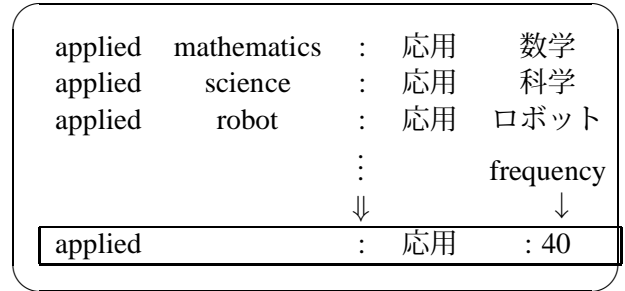 applied mathematics : 応用 数学
applied science : 応用 科学
applied robot : 応用 ロボット
⋮ frequency
⇓ ↓
applied : 応用 : 40